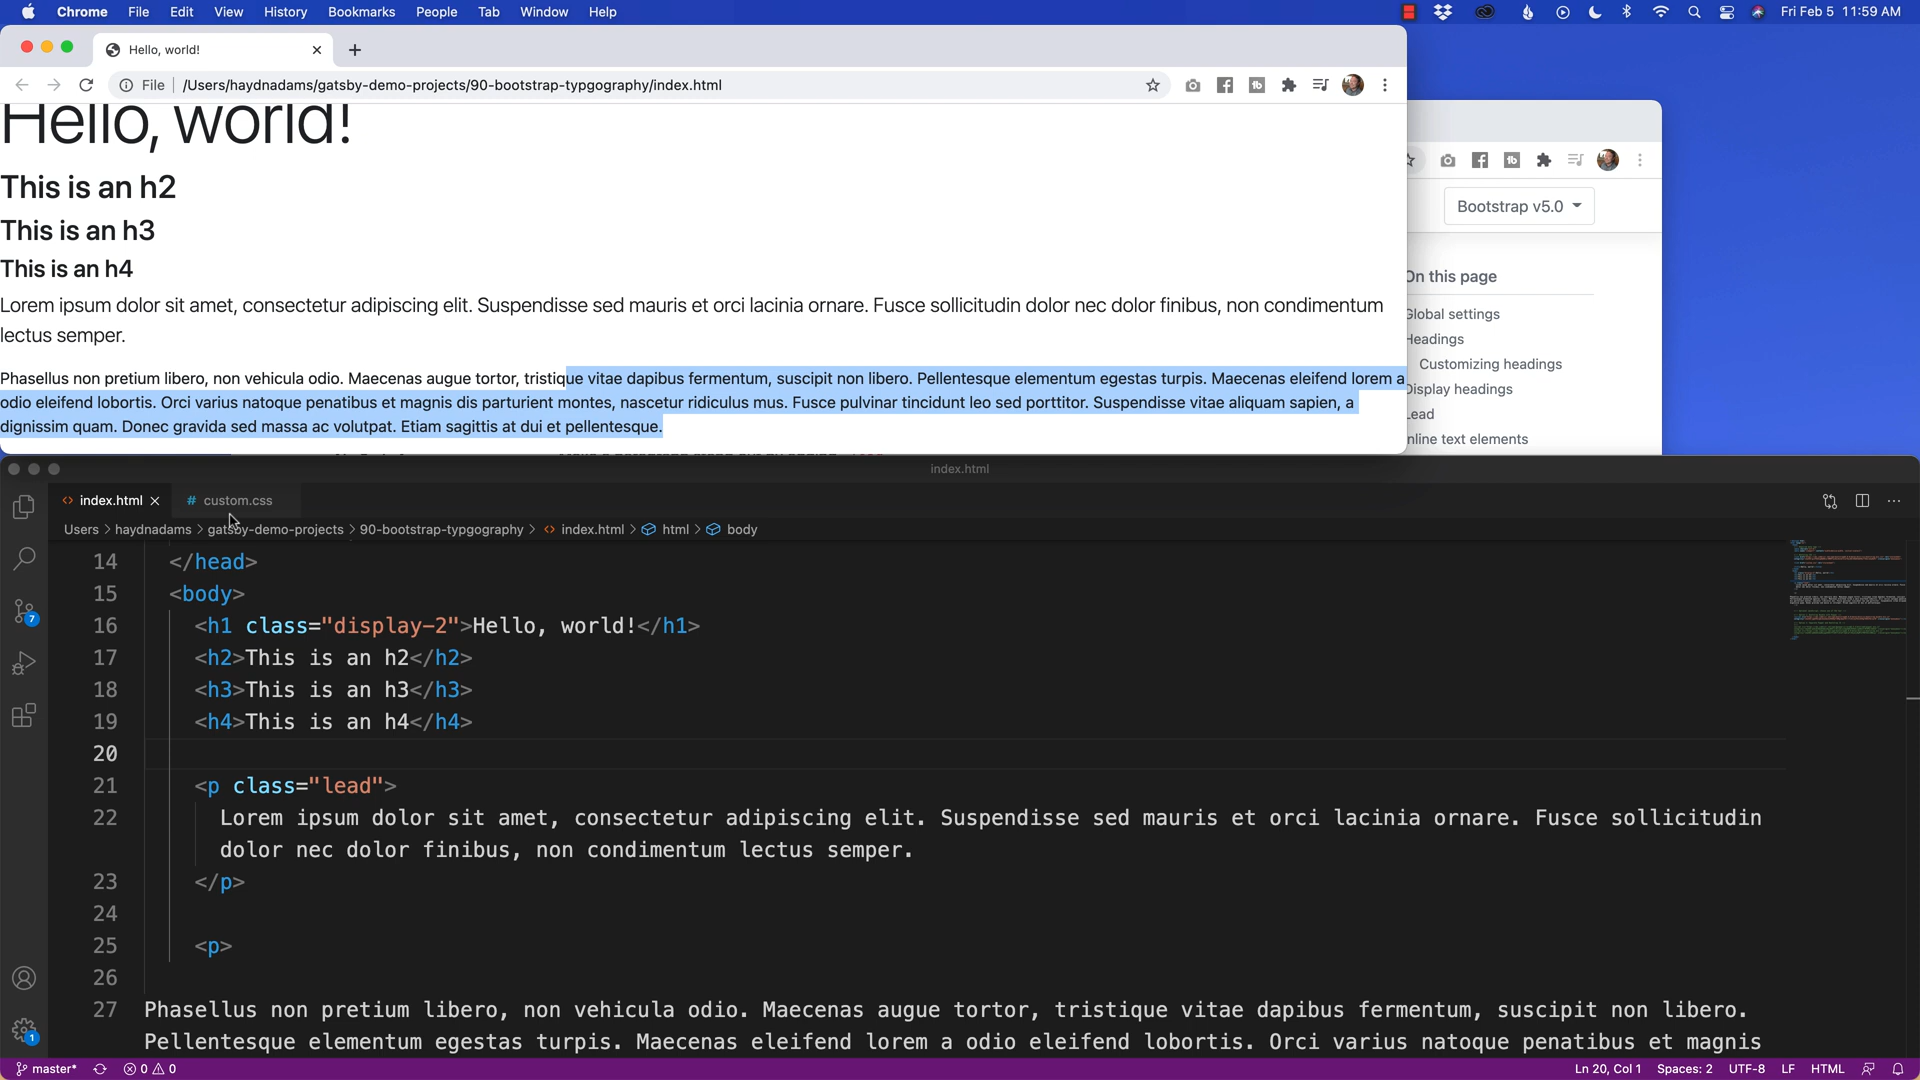 Chrome File Edit View History Bookmarks People Tab Window Help
Fri Feb 5 11:59 AM
Hello, world!
File /Users/haydnadams/gatsby-demo-projects/90-bootstrap-typgography/index.html
Hello, world!
This is an h2
This is an h3
This is an h4
Lorem ipsum dolor sit amet, consectetur adipiscing elit. Suspendisse sed mauris et orci lacinia ornare. Fusce sollicitudin dolor nec dolor finibus, non condimentum
lectus semper.
Phasellus non pretium libero, non vehicula odio. Maecenas augue tortor, tristique vitae dapibus fermentum, suscipit non libero. Pellentesque elementum egestas turpis. Maecenas eleifend lorem a
odio eleifend lobortis. Orci varius natoque penatibus et magnis dis parturient montes, nascetur ridiculus mus. Fusce pulvinar tincidunt leo sed porttitor. Suspendisse vitae aliquam sapien, a
dignissim quam. Donec gravida sed massa ac volutpat. Etiam sagittis at dui et pellentesque.
Bootstrap v5.0
On this page
Global settings
Headings
Customizing headings
Display headings
Lead
Inline text elements
index.html
index.html
# custom.css
Users > haydnadams > gatsby-demo-projects > 90-bootstrap-typgography > index.html > html > body
14 </head>
15 <body>
16 <h1 class="display-2">Hello, world!</h1>
17 <h2>This is an h2</h2>
18 <h3>This is an h3</h3>
19 <h4>This is an h4</h4>
20
21 <p class="lead">
22 Lorem ipsum dolor sit amet, consectetur adipiscing elit. Suspendisse sed mauris et orci lacinia ornare. Fusce sollicitudin
dolor nec dolor finibus, non condimentum lectus semper.
23 </p>
24
25 <p>
26
27 Phasellus non pretium libero, non vehicula odio. Maecenas augue tortor, tristique vitae dapibus fermentum, suscipit non libero.
Pellentesque elementum egestas turpis. Maecenas eleifend lorem a odio eleifend lobortis. Orci varius natoque penatibus et magnis
7
1
master* 0 0
Ln 20, Col 1 Spaces: 2 UTF-8 LF HTML